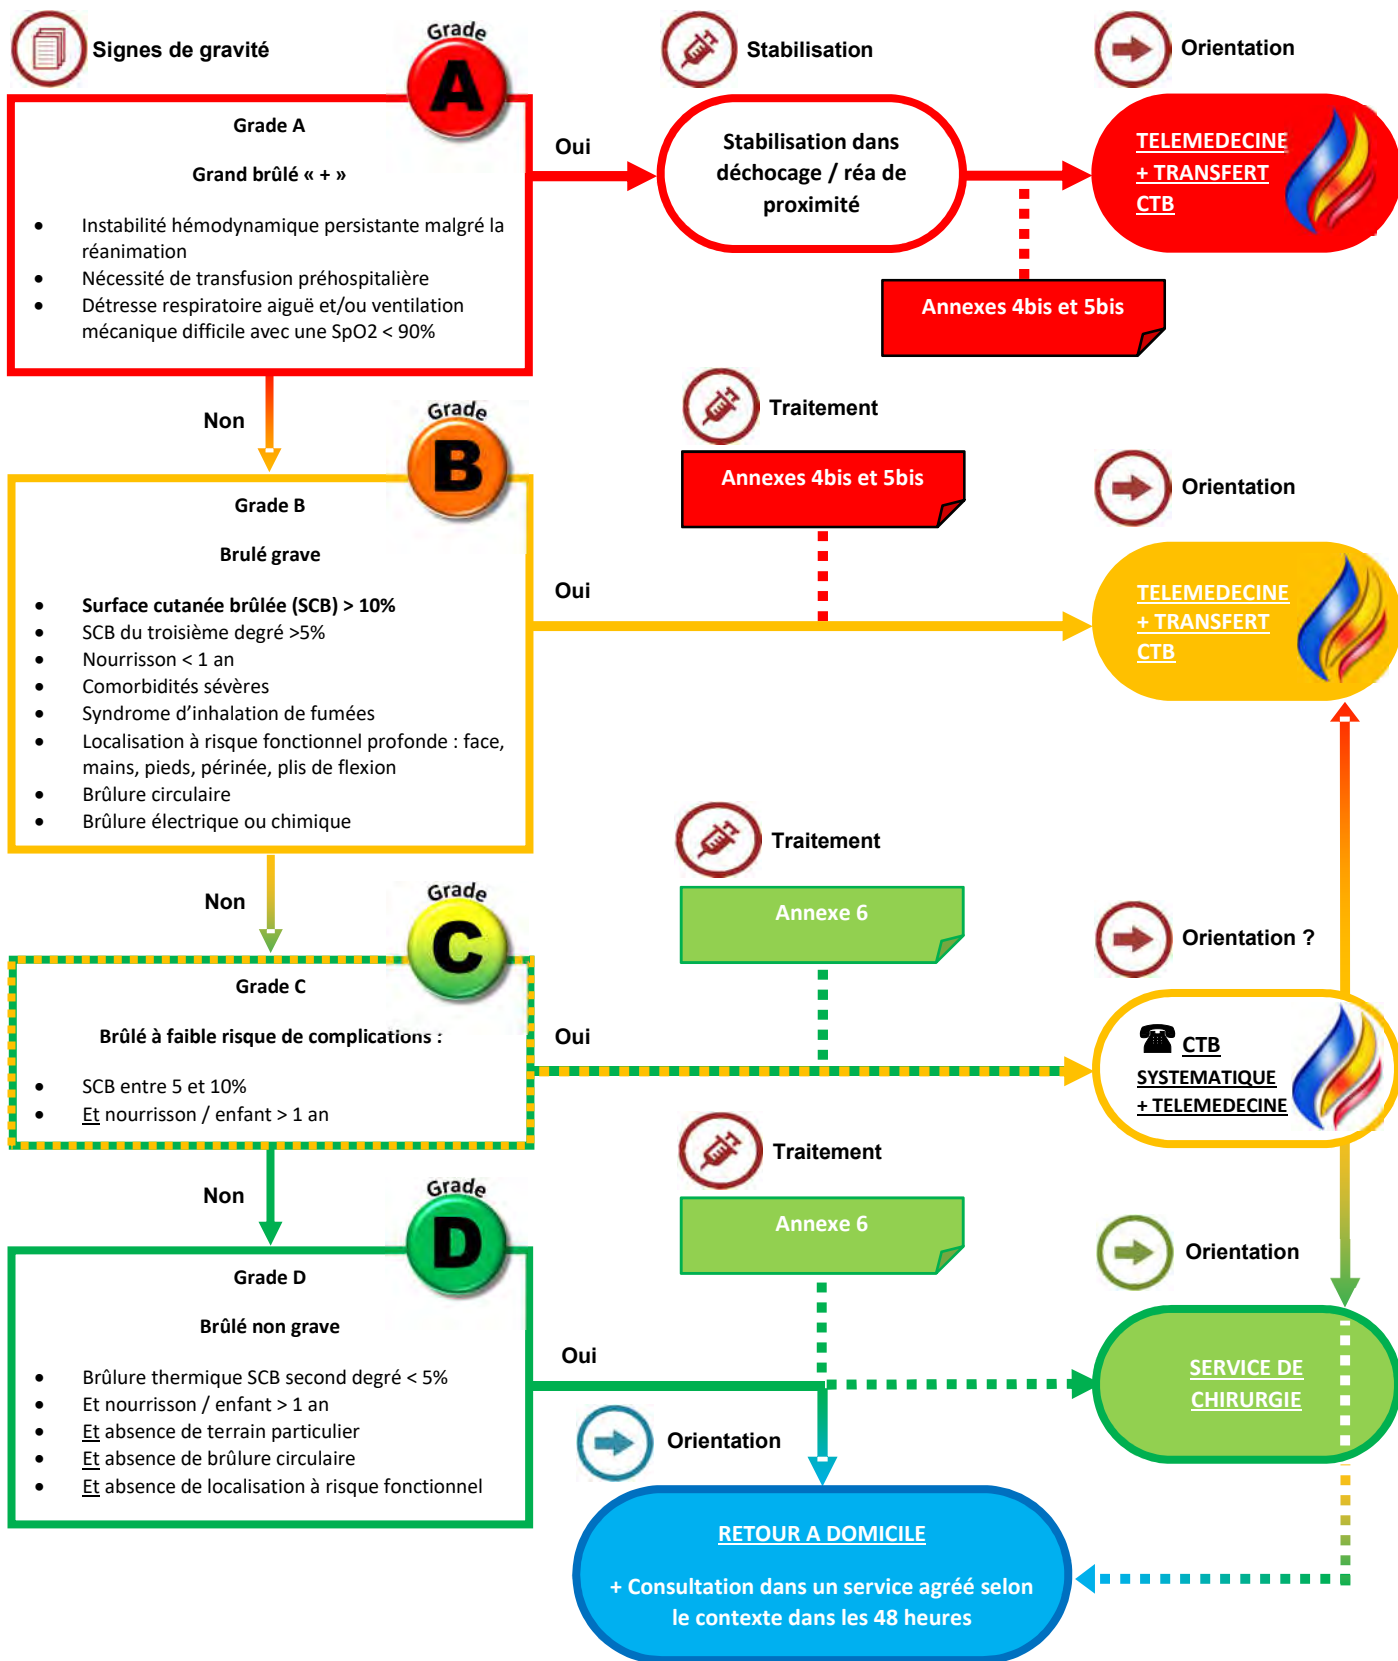 Signes de gravité
Grade
A
Grade A
Grand brûlé « + »
• Instabilité hémodynamique persistante malgré la
réanimation
• Nécessité de transfusion préhospitalière
• Détresse respiratoire aiguë et/ou ventilation
mécanique difficile avec une SpO2 < 90%
Oui
Stabilisation
Stabilisation dans
déchocage / réa de
proximité
Orientation
TELEMEDECINE
+ TRANSFERT
CTB
Annexes 4bis et 5bis
Non
Grade
B
Grade B
Brulé grave
• Surface cutanée brûlée (SCB) > 10%
• SCB du troisième degré >5%
• Nourrisson < 1 an
• Comorbidités sévères
• Syndrome d’inhalation de fumées
• Localisation à risque fonctionnel profonde : face,
mains, pieds, périnée, plis de flexion
• Brûlure circulaire
• Brûlure électrique ou chimique
Oui
Traitement
Annexes 4bis et 5bis
Orientation
TELEMEDECINE
+ TRANSFERT
CTB
Non
Grade
C
Grade C
Brûlé à faible risque de complications :
• SCB entre 5 et 10%
• Et nourrisson / enfant > 1 an
Oui
Traitement
Annexe 6
Orientation ?
☎ CTB
SYSTEMATIQUE
+ TELEMEDECINE
Non
Grade
D
Grade D
Brûlé non grave
• Brûlure thermique SCB second degré < 5%
• Et nourrisson / enfant > 1 an
• Et absence de terrain particulier
• Et absence de brûlure circulaire
• Et absence de localisation à risque fonctionnel
Oui
Traitement
Annexe 6
Orientation
SERVICE DE
CHIRURGIE
Orientation
RETOUR A DOMICILE
+ Consultation dans un service agréé selon
le contexte dans les 48 heures